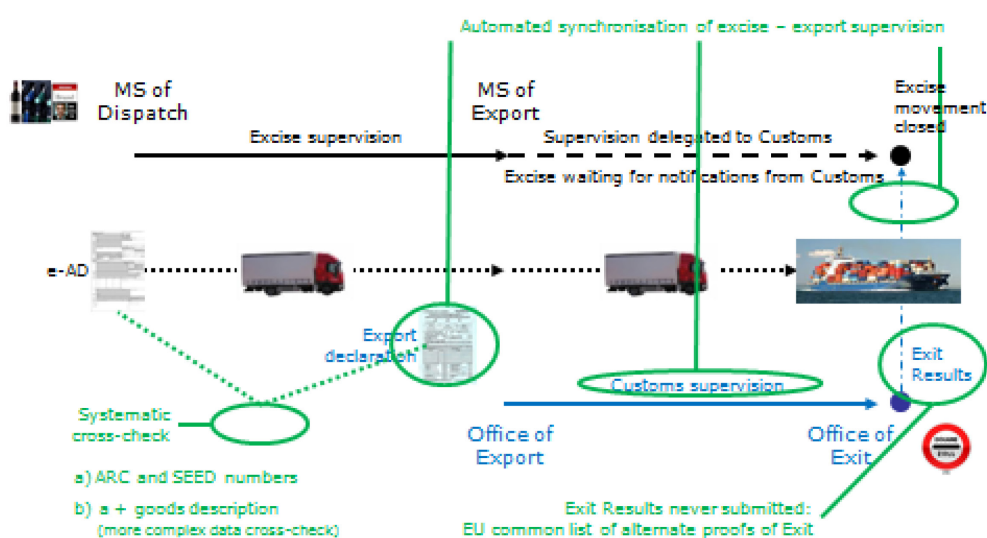 Automated synchronisation of excise – export supervision
MS of
Dispatch
MS of
Export
Excise
movement
closed
Excise supervision
Supervision delegated to Customs
Excise waiting for notifications from Customs
e-AD
Export
declaration
Exit
Results
Customs supervision
Systematic
cross-check
Office of
Export
Office of
Exit
a) ARC and SEED numbers
b) a + goods description
(more complex data cross-check)
Exit Results never submitted:
EU common list of alternate proofs of Exit